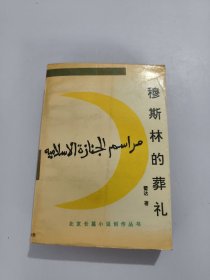 穆斯林的葬礼
مراسم الجنازة الاسلامية
霍达 著
北京长篇小说创作丛书